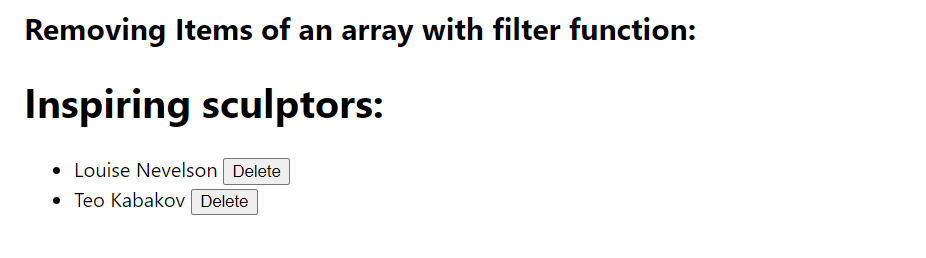 Removing Items of an array with filter function:
Inspiring sculptors:
Louise Nevelson Delete
Teo Kabakov Delete